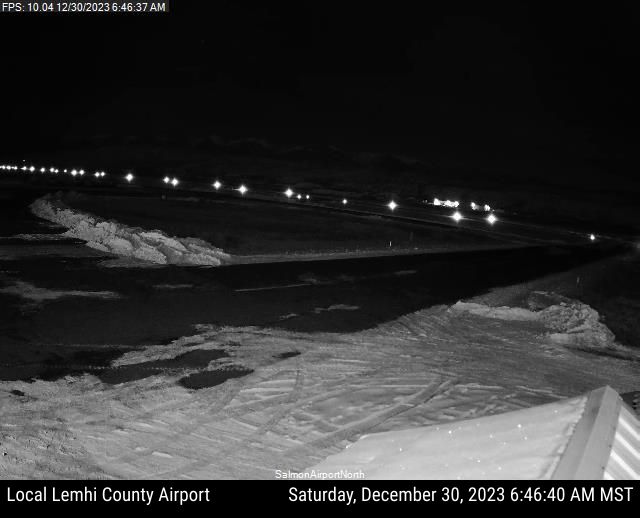 FPS: 10.04 12/30/2023 6:46:37 AM
SalmonAirportNorth
Local Lemhi County Airport Saturday, December 30, 2023 6:46:40 AM MST